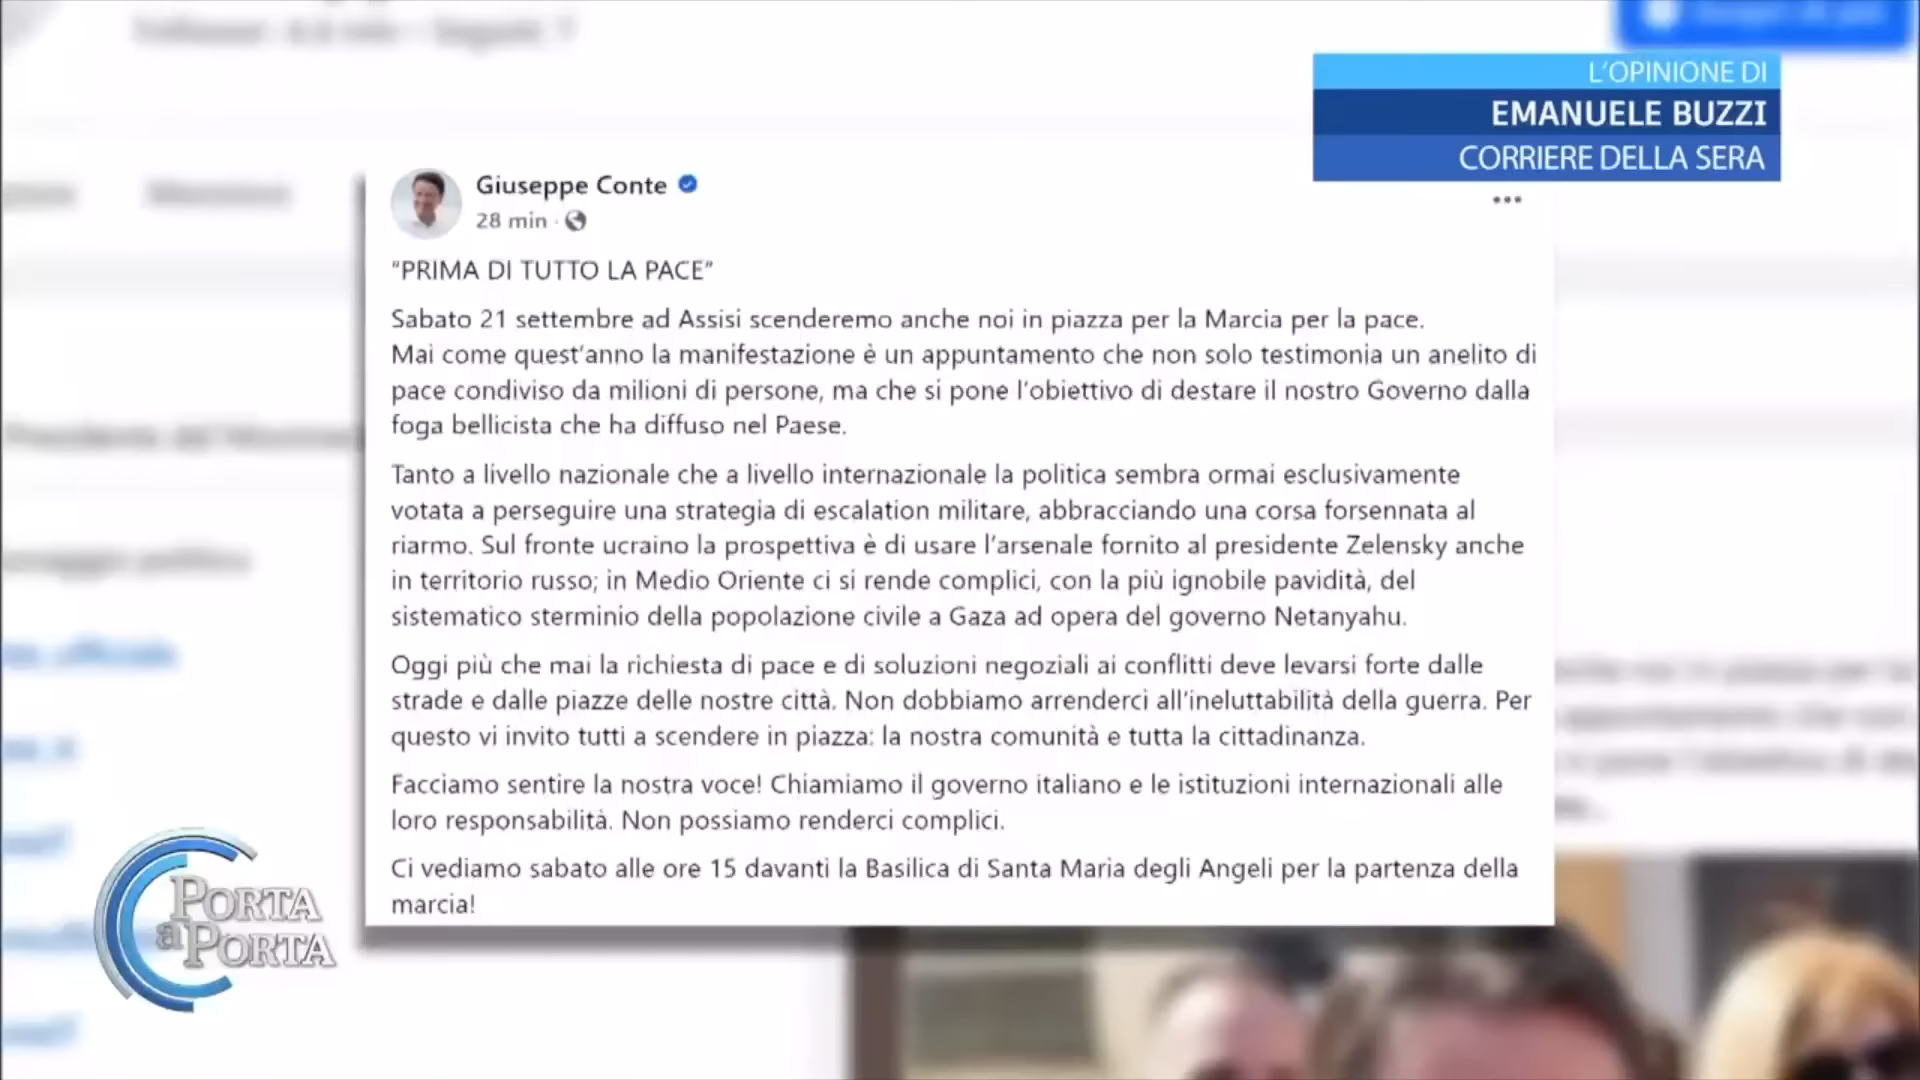 L'OPINIONE DI
EMANUELE BUZZI
CORRIERE DELLA SERA
Giuseppe Conte
28 min ·
“PRIMA DI TUTTO LA PACE”
Sabato 21 settembre ad Assisi scenderemo anche noi in piazza per la Marcia per la pace.
Mai come quest'anno la manifestazione è un appuntamento che non solo testimonia un anelito di
pace condiviso da milioni di persone, ma che si pone l'obiettivo di destare il nostro Governo dalla
foga bellicista che ha diffuso nel Paese.
Tanto a livello nazionale che a livello internazionale la politica sembra ormai esclusivamente
votata a perseguire una strategia di escalation militare, abbracciando una corsa forsennata al
riarmo. Sul fronte ucraino la prospettiva è di usare l'arsenale fornito al presidente Zelensky anche
in territorio russo; in Medio Oriente ci si rende complici, con la più ignobile pavidità, del
sistematico sterminio della popolazione civile a Gaza ad opera del governo Netanyahu.
Oggi più che mai la richiesta di pace e di soluzioni negoziali ai conflitti deve levarsi forte dalle
strade e dalle piazze delle nostre città. Non dobbiamo arrenderci all'ineluttabilità della guerra. Per
questo vi invito tutti a scendere in piazza: la nostra comunità e tutta la cittadinanza.
Facciamo sentire la nostra voce! Chiamiamo il governo italiano e le istituzioni internazionali alle
loro responsabilità. Non possiamo renderci complici.
Ci vediamo sabato alle ore 15 davanti la Basilica di Santa Maria degli Angeli per la partenza della
marcia!
PORTA
aPORTA